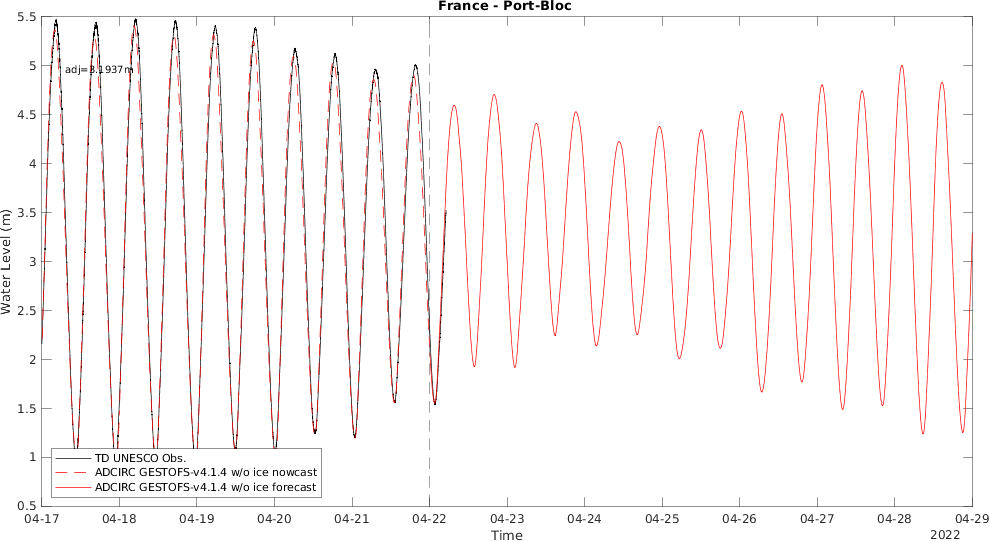 France - Port-Bloc
5.5
5
4.5
4
3.5
3
2.5
2
1.5
1
0.5
Water Level (m)
adj=3.1937m
TD UNESCO Obs.
ADCIRC GESTOFS-v4.1.4 w/o ice nowcast
ADCIRC GESTOFS-v4.1.4 w/o ice forecast
04-17 04-18 04-19 04-20 04-21 04-22 04-23 04-24 04-25 04-26 04-27 04-28 04-29
Time
2022